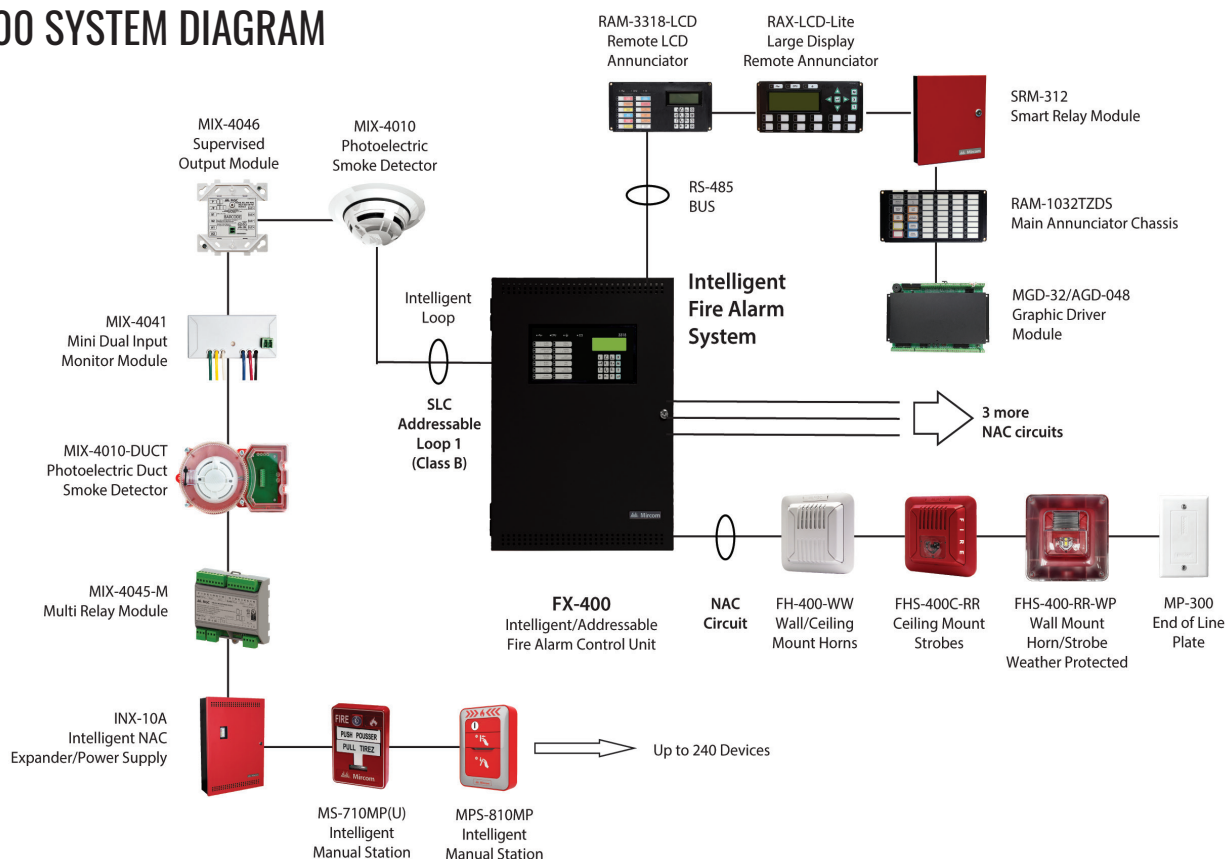 00 SYSTEM DIAGRAM
RAM-3318-LCD
Remote LCD
Annunciator
RAX-LCD-Lite
Large Display
Remote Annunciator
SRM-312
Smart Relay Module
MIX-4046
Supervised
Output Module
MIX-4010
Photoelectric
Smoke Detector
RS-485
BUS
RAM-1032TZDS
Main Annunciator Chassis
Intelligent
Loop
Intelligent
Fire Alarm
System
MGD-32/AGD-048
Graphic Driver
Module
MIX-4041
Mini Dual Input
Monitor Module
SLC
Addressable
Loop 1
(Class B)
3 more
NAC circuits
MIX-4010-DUCT
Photoelectric Duct
Smoke Detector
Mircom
MIX-4045-M
Multi Relay Module
FX-400
Intelligent/Addressable
Fire Alarm Control Unit
NAC
Circuit
FH-400-WW
Wall/Ceiling
Mount Horns
FIRE
FHS-400C-RR
Ceiling Mount
Strobes
FHS-400-RR-WP
Wall Mount
Horn/Strobe
Weather Protected
MP-300
End of Line
Plate
INX-10A
Intelligent NAC
Expander/Power Supply
FIRE
PUSH POUSSER
PULL TIREZ
Mircom
Up to 240 Devices
MS-710MP(U)
Intelligent
Manual Station
MPS-810MP
Intelligent
Manual Station